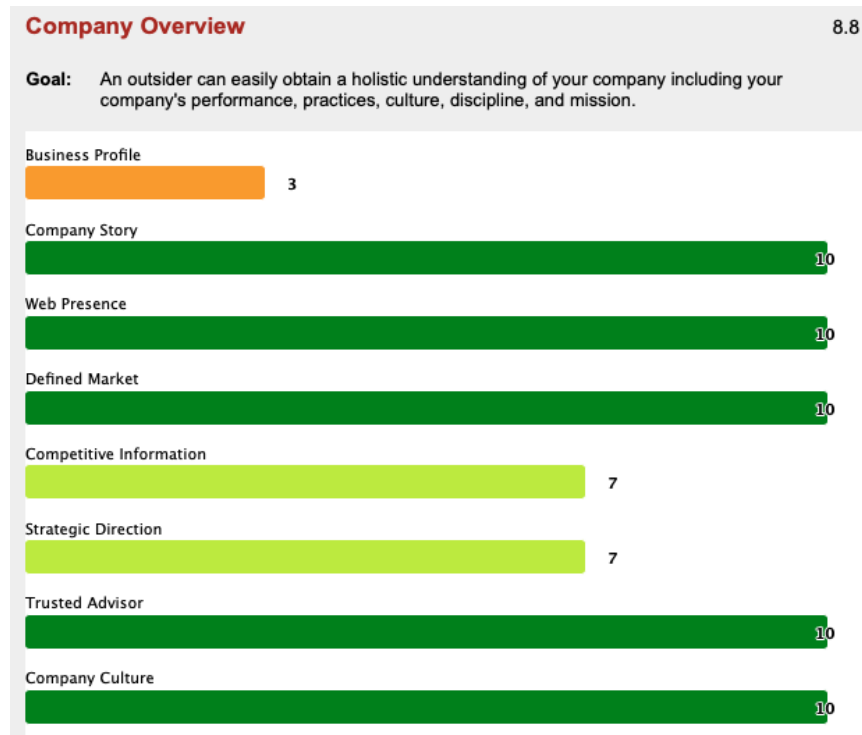 Company Overview 8.8
Goal: An outsider can easily obtain a holistic understanding of your company including your
company's performance, practices, culture, discipline, and mission.
Business Profile
3
Company Story
10
Web Presence
10
Defined Market
10
Competitive Information
7
Strategic Direction
7
Trusted Advisor
10
Company Culture
10